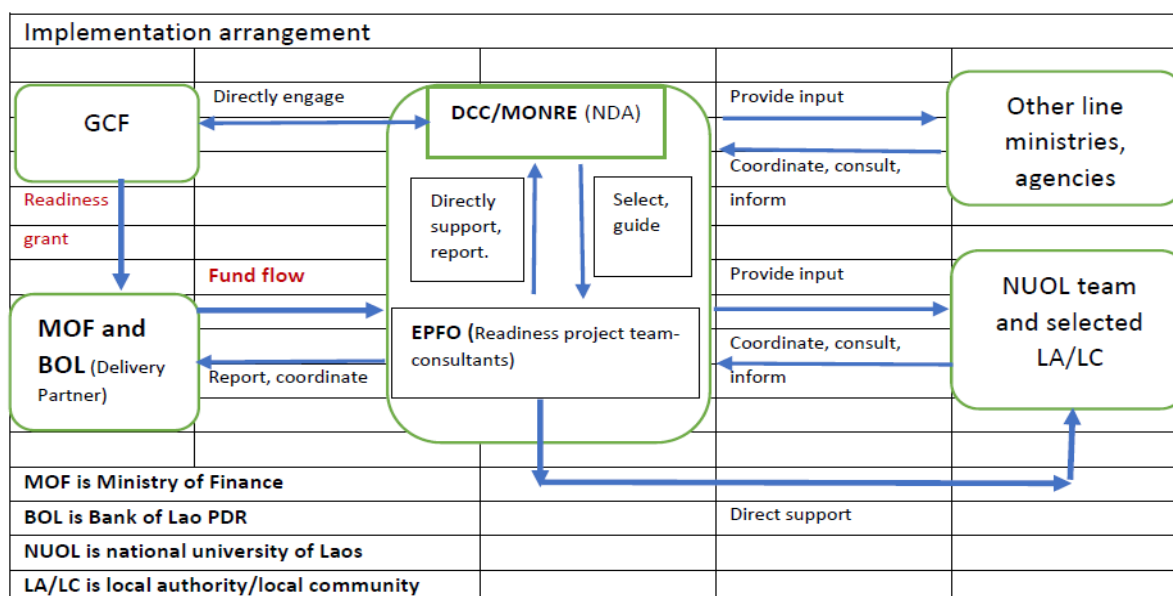 Implementation arrangement
GCF
Directly engage
DCC/MONRE (NDA)
Provide input
Other line
ministries,
agencies
Coordinate, consult,
inform
Readiness
grant
Directly
support,
report.
Select,
guide
Fund flow
MOF and
BOL (Delivery
Partner)
Report, coordinate
EPFO (Readiness project team-
consultants)
Provide input
Coordinate, consult,
inform
NUOL team
and selected
LA/LC
MOF is Ministry of Finance
BOL is Bank of Lao PDR
Direct support
NUOL is national university of Laos
LA/LC is local authority/local community